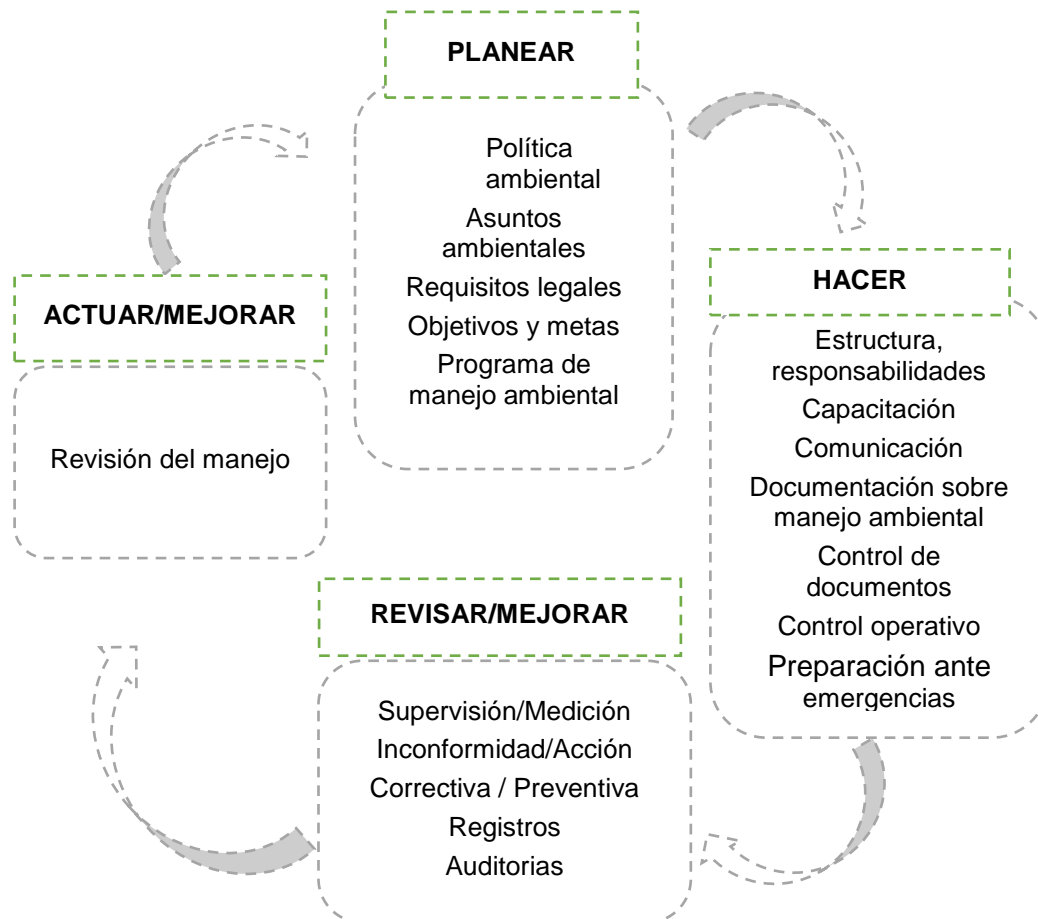 PLANEAR
Política
ambiental
Asuntos
ambientales
Requisitos legales
Objetivos y metas
Programa de
manejo ambiental
HACER
Estructura,
responsabilidades
Capacitación
Comunicación
Documentación sobre
manejo ambiental
Control de
documentos
Control operativo
Preparación ante
emergencias
REVISAR/MEJORAR
Supervisión/Medición
Inconformidad/Acción
Correctiva / Preventiva
Registros
Auditorias
ACTUAR/MEJORAR
Revisión del manejo